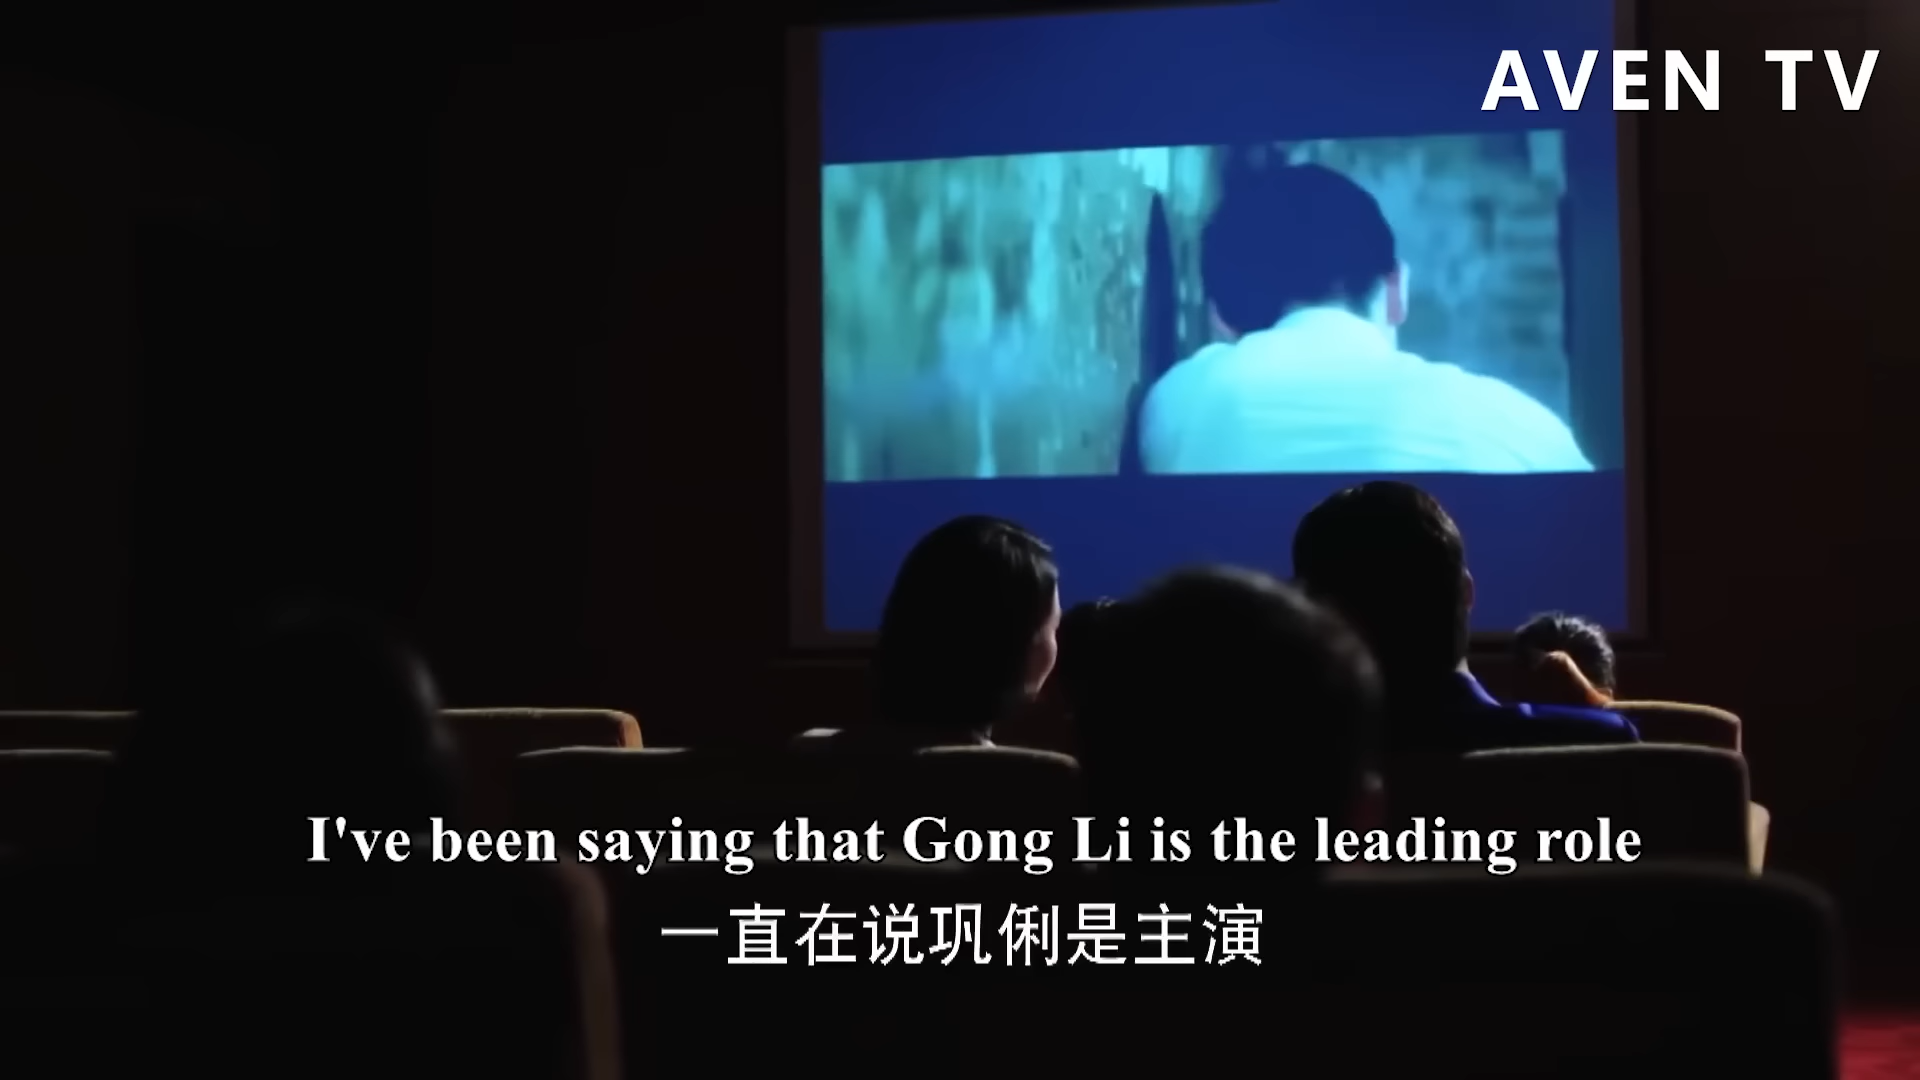 AVEN TV
I've been saying that Gong Li is the leading role
一直在说巩俐是主演